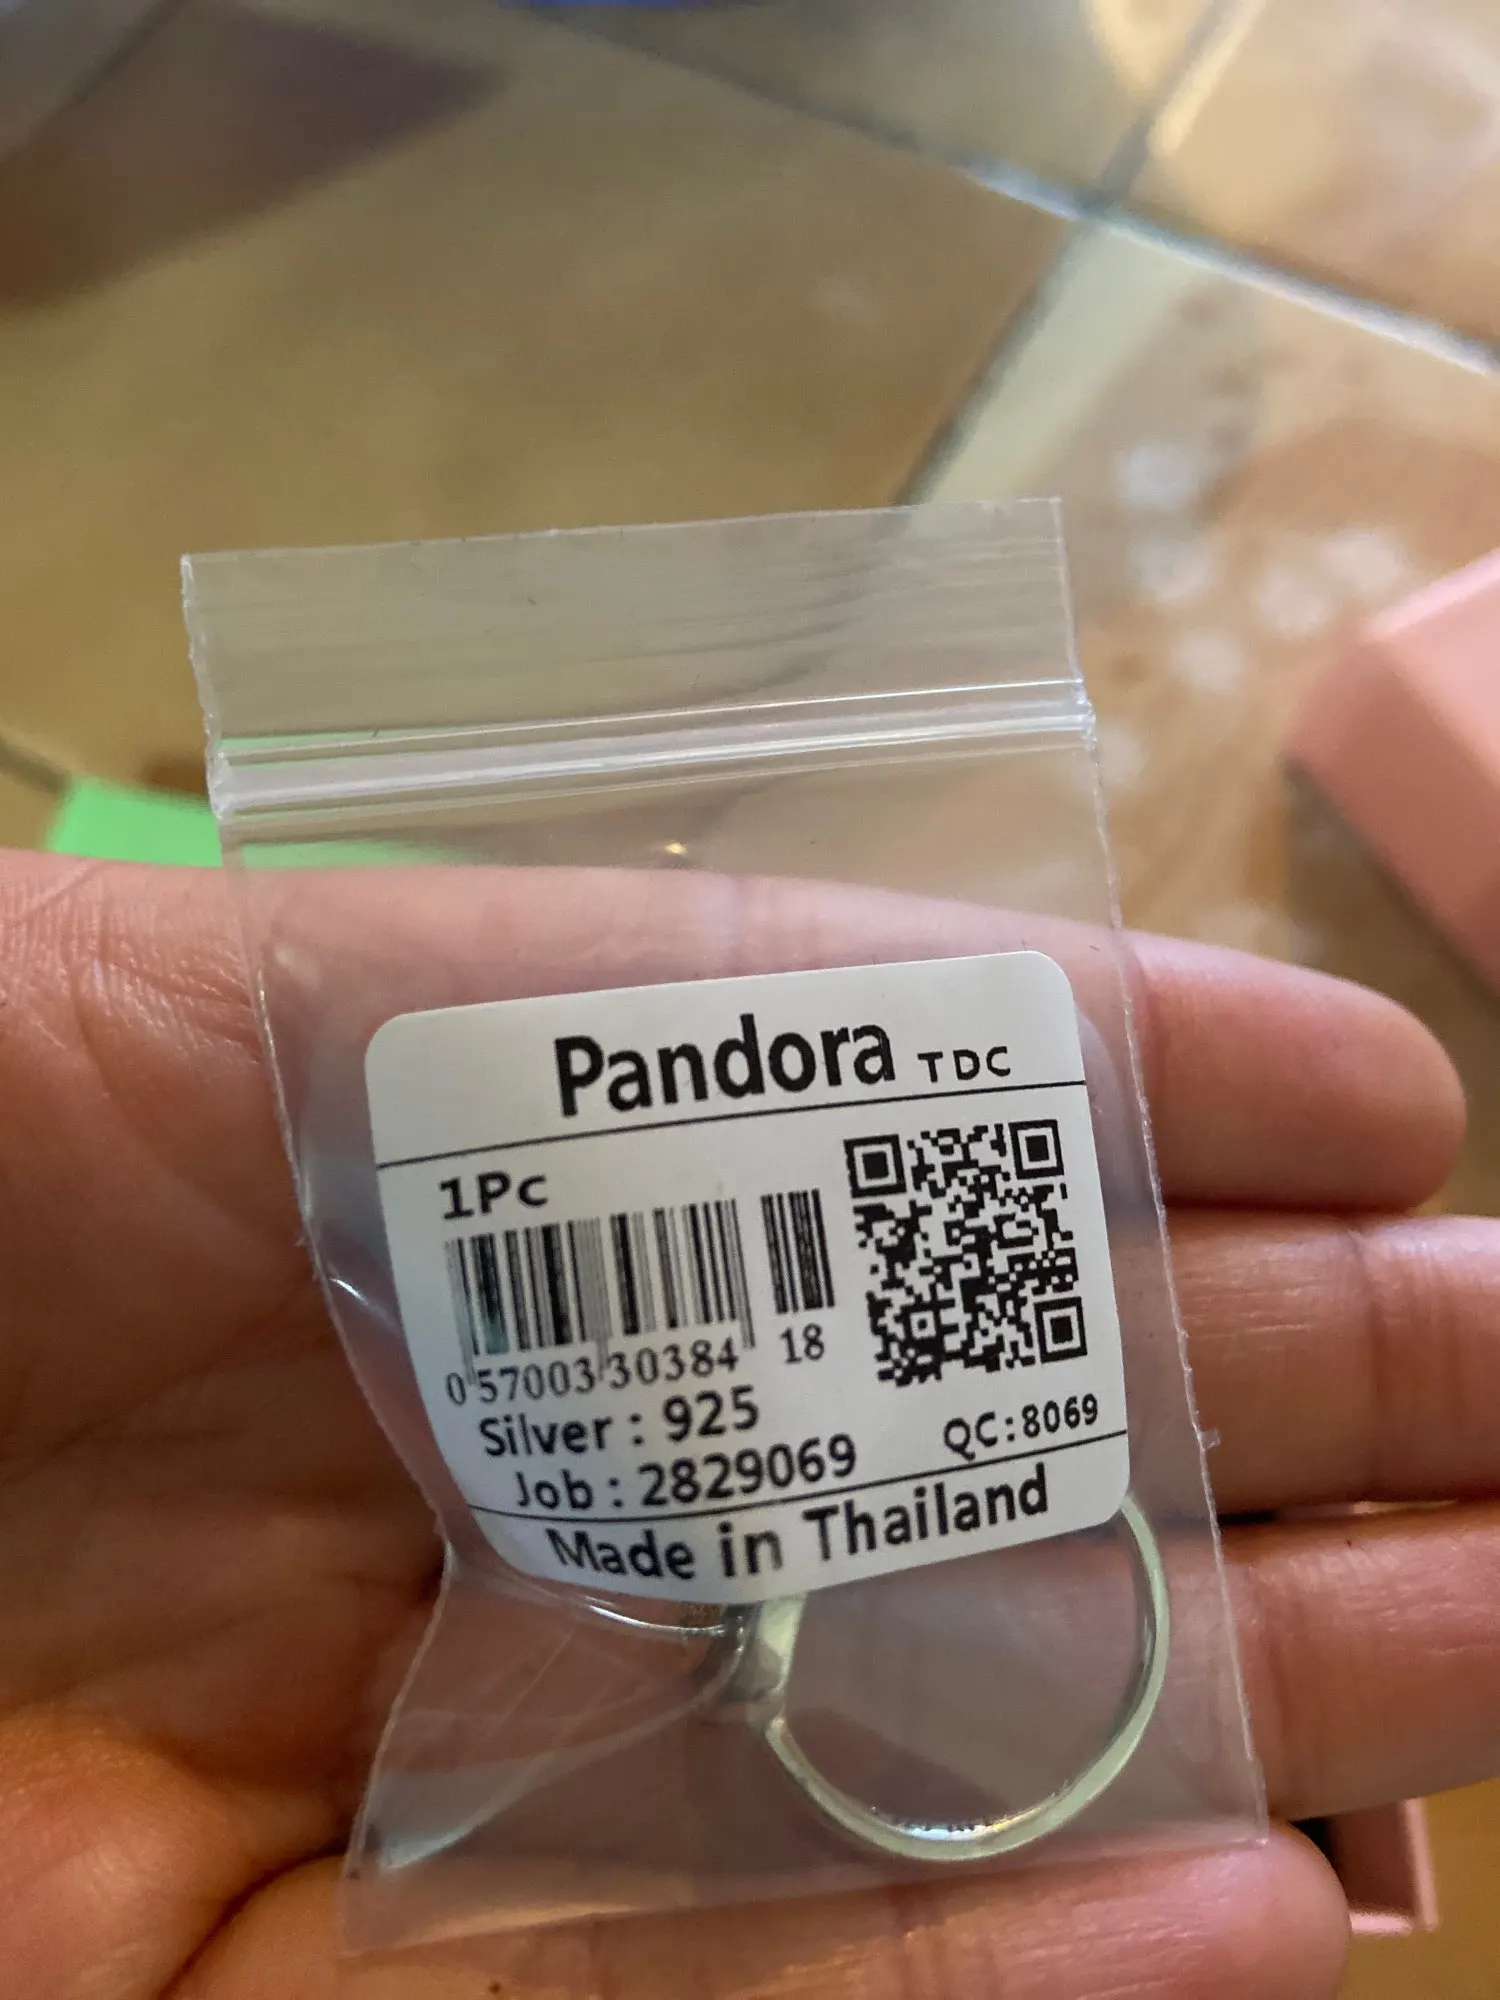 Pandora TDC
1Pc
0 57003 30384 18
Silver : 925
Job : 2829069
QC:8069
Made in Thailand